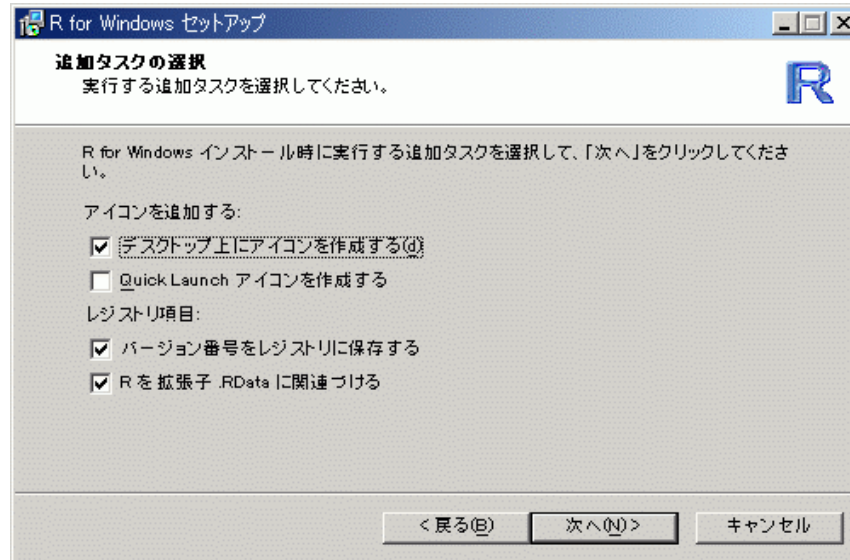 R for Windows セットアップ
追加タスクの選択
実行する追加タスクを選択してください。
R
R for Windows インストール時に実行する追加タスクを選択して、「次へ」をクリックしてくださ
い。
アイコンを追加する:
デスクトップ上にアイコンを作成する(d)
Quick Launch アイコンを作成する
レジストリ項目:
バージョン番号をレジストリに保存する
R を 拡張子 .RData に関連づける
< 戻る(B)
次へ(N) >
キャンセル